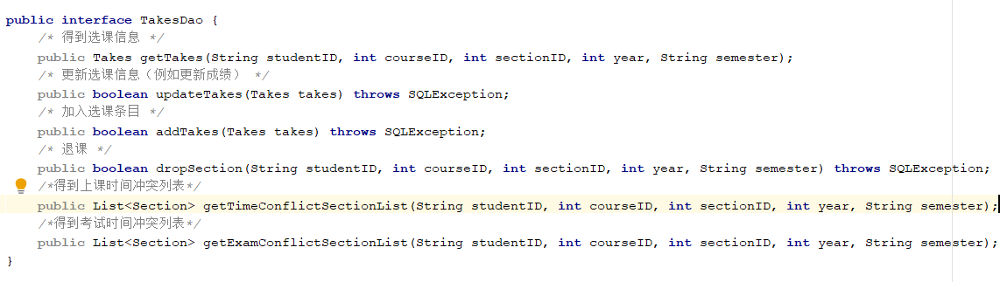 public interface TakesDao {
/* 得到选课信息 */
public Takes getTakes(String studentID, int courseID, int sectionID, int year, String semester);
/* 更新选课信息（例如更新成绩） */
public boolean updateTakes(Takes takes) throws SQLException;
/* 加入选课条目 */
public boolean addTakes(Takes takes) throws SQLException;
/* 退课 */
public boolean dropSection(String studentID, int courseID, int sectionID, int year, String semester) throws SQLException;
/*得到上课时间冲突列表*/
public List<Section> getTimeConflictSectionList(String studentID, int courseID, int sectionID, int year, String semester);
/*得到考试时间冲突列表*/
public List<Section> getExamConflictSectionList(String studentID, int courseID, int sectionID, int year, String semester);
}